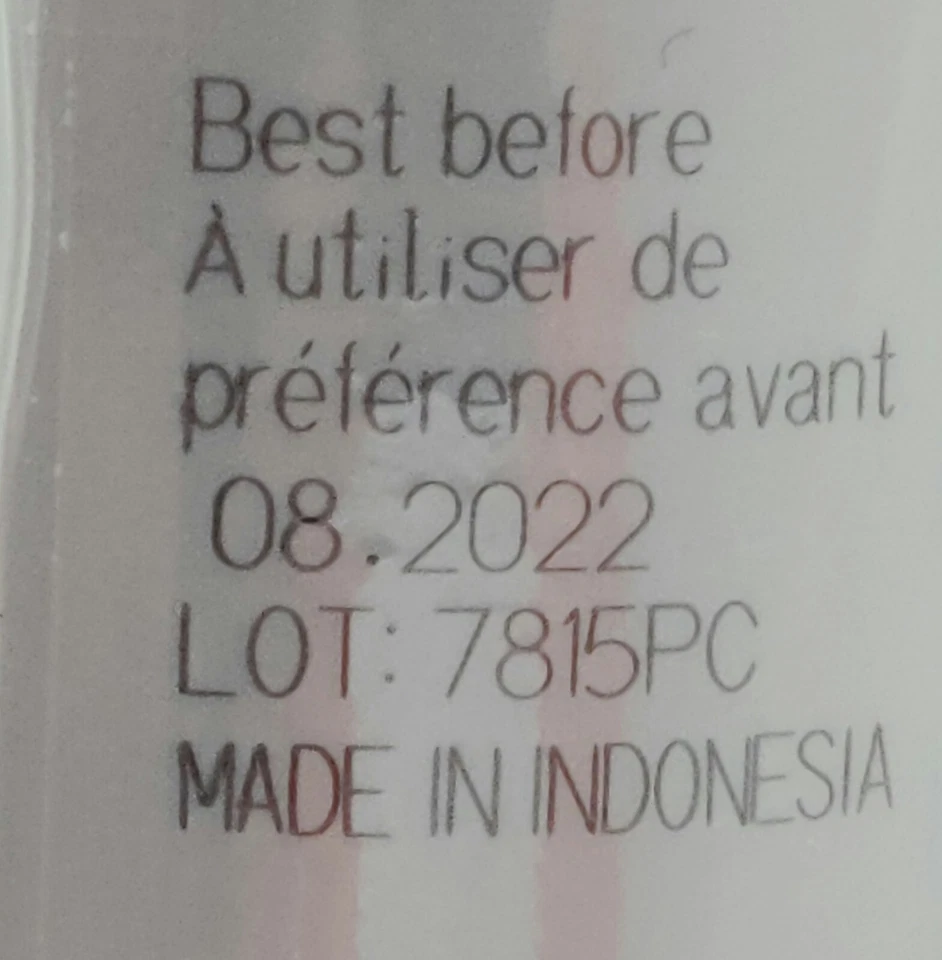 Best before
À utiliser de
préférence avant
08.2022
LOT: 7815PC
MADE IN INDONESIA